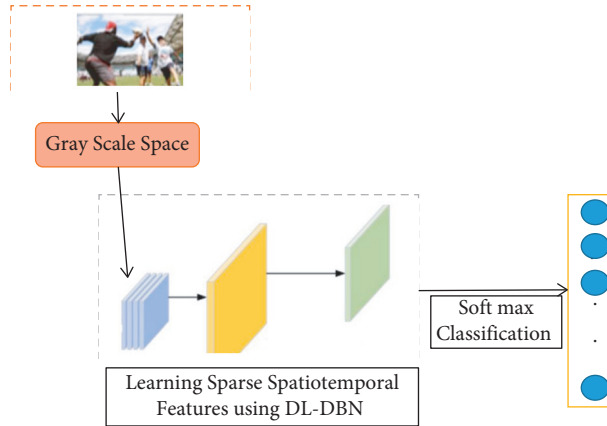 Gray Scale Space
Soft max
Classification
Learning Sparse Spatiotemporal
Features using DL-DBN